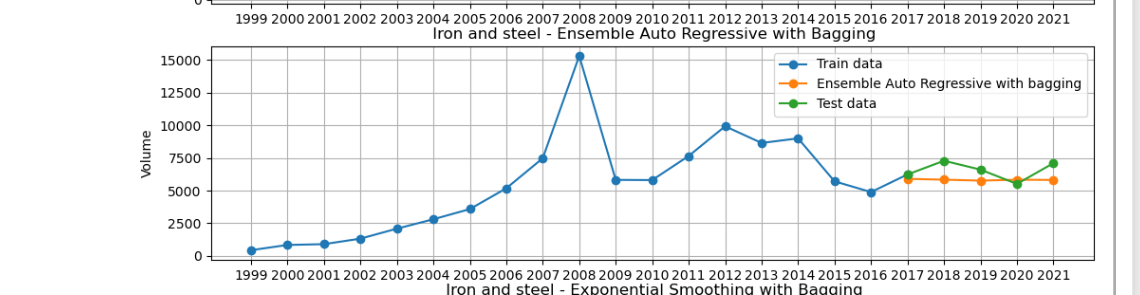 0
1999 2000 2001 2002 2003 2004 2005 2006 2007 2008 2009 2010 2011 2012 2013 2014 2015 2016 2017 2018 2019 2020 2021
Iron and steel - Ensemble Auto Regressive with Bagging
15000
12500
10000
7500
5000
2500
0
Volume
Train data
Ensemble Auto Regressive with bagging
Test data
1999 2000 2001 2002 2003 2004 2005 2006 2007 2008 2009 2010 2011 2012 2013 2014 2015 2016 2017 2018 2019 2020 2021
Iron and steel - Exponential Smoothing with Bagging